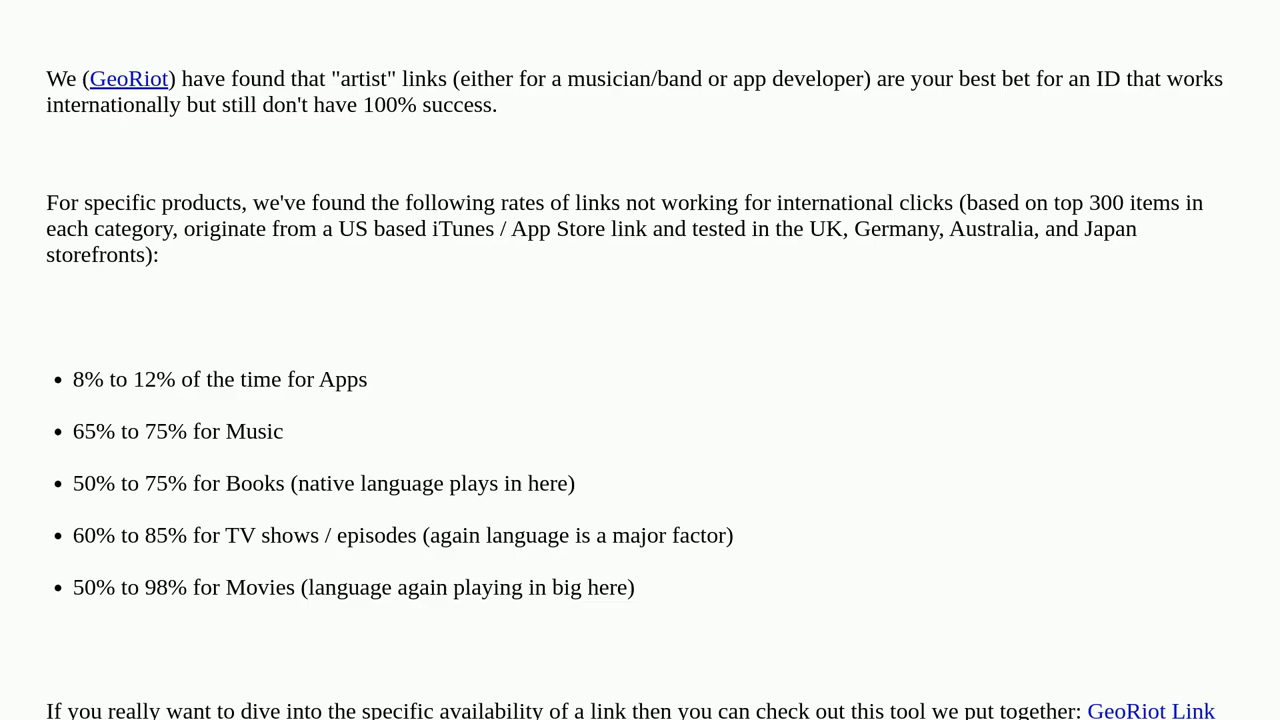 We (GeoRiot) have found that "artist" links (either for a musician/band or app developer) are your best bet for an ID that works
internationally but still don't have 100% success.
For specific products, we've found the following rates of links not working for international clicks (based on top 300 items in
each category, originate from a US based iTunes / App Store link and tested in the UK, Germany, Australia, and Japan
storefronts):
• 8% to 12% of the time for Apps
• 65% to 75% for Music
• 50% to 75% for Books (native language plays in here)
• 60% to 85% for TV shows / episodes (again language is a major factor)
• 50% to 98% for Movies (language again playing in big here)
If you really want to dive into the specific availability of a link then you can check out this tool we put together: GeoRiot Link